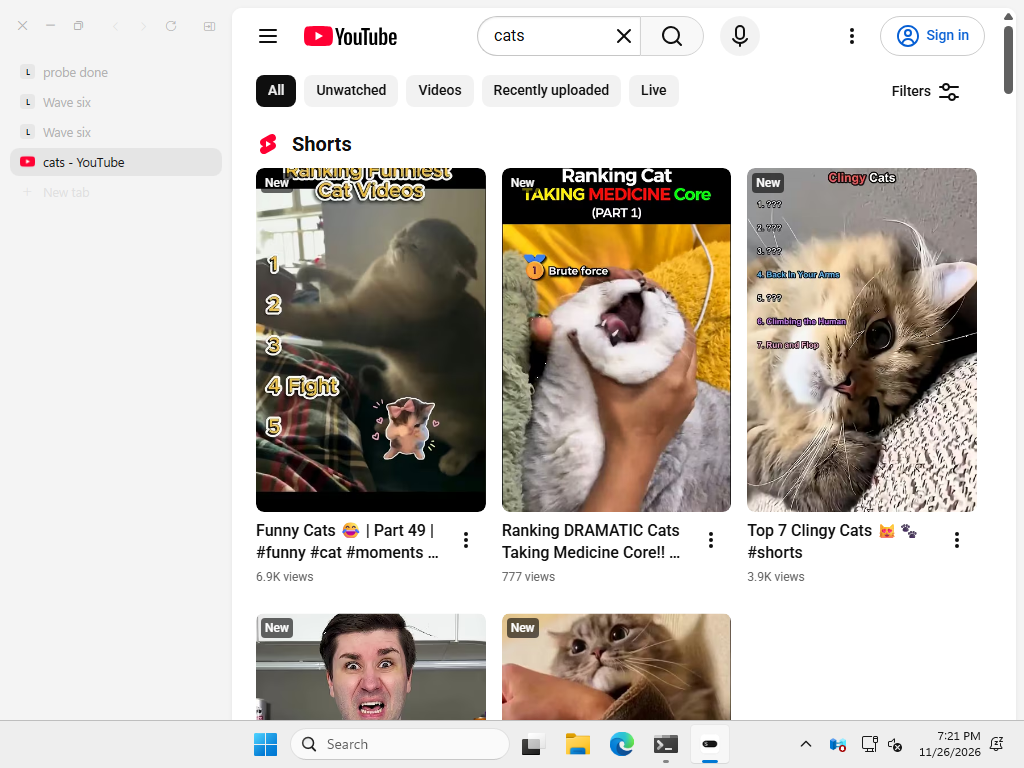 probe done
Wave six
Wave six
cats - YouTube
New tab
YouTube
cats
Sign in
All
Unwatched
Videos
Recently uploaded
Live
Filters
Shorts
New
Ranking Funniest
Cat Videos
1
2
3
4 Fight
5
New
Ranking Cat
TAKING MEDICINE Core
(PART 1)
1 Brute force
New
Clingy Cats
1. ???
2. ???
3. ???
4. Back in Your Arms
5. ???
6. Climbing the Human
7. Run and Flop
Funny Cats 😂 | Part 49 |
#funny #cat #moments ...
6.9K views
Ranking DRAMATIC Cats
Taking Medicine Core!! ...
777 views
Top 7 Clingy Cats 😻 🐾
#shorts
3.9K views
New
New
Search
7:21 PM
11/26/2026